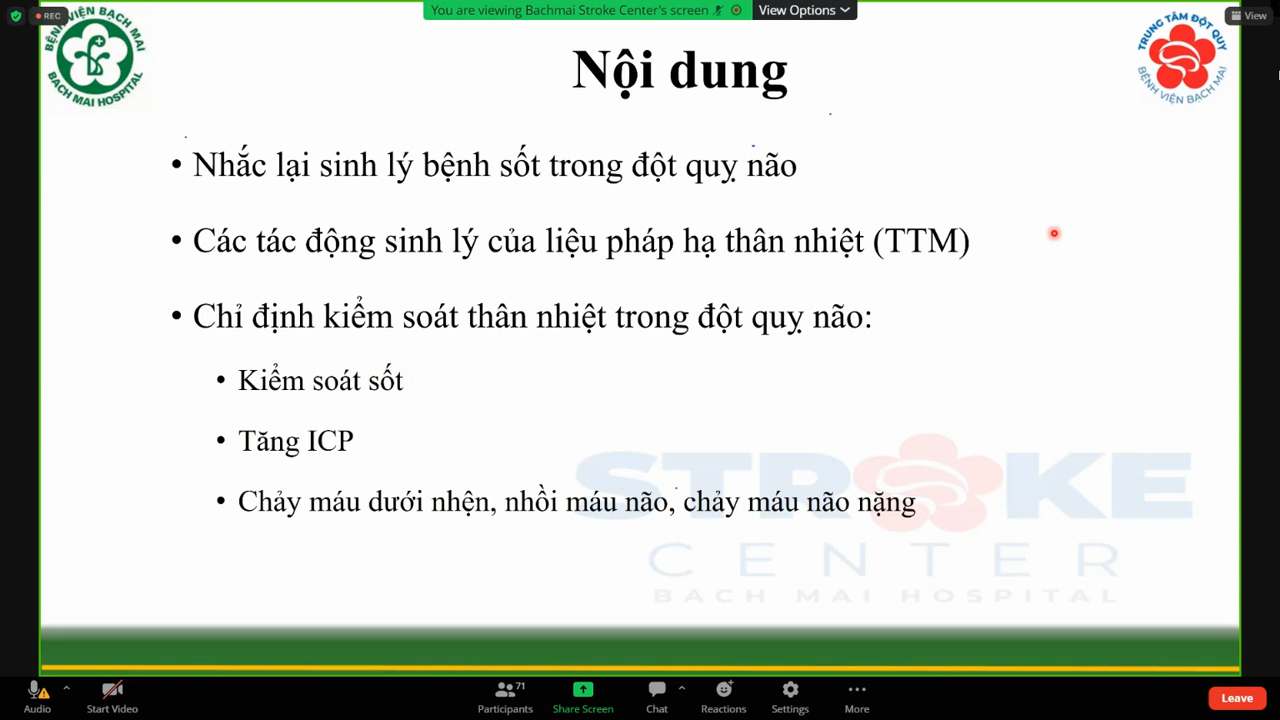 REC
You are viewing Bachmai Stroke Center's screen
View Options
View
BỆNH VIỆN BẠCH MAI
BACH MAI HOSPITAL
TRUNG TÂM ĐỘT QUỴ
BỆNH VIỆN BẠCH MAI
Nội dung
• Nhắc lại sinh lý bệnh sốt trong đột quỵ não
• Các tác động sinh lý của liệu pháp hạ thân nhiệt (TTM)
• Chỉ định kiểm soát thân nhiệt trong đột quỵ não:
• Kiểm soát sốt
• Tăng ICP
• Chảy máu dưới nhện, nhồi máu não, chảy máu não nặng
STROKE
CENTER
BACH MAI HOSPITAL
71
Audio
Start Video
Participants
Share Screen
Chat
Reactions
Settings
More
Leave